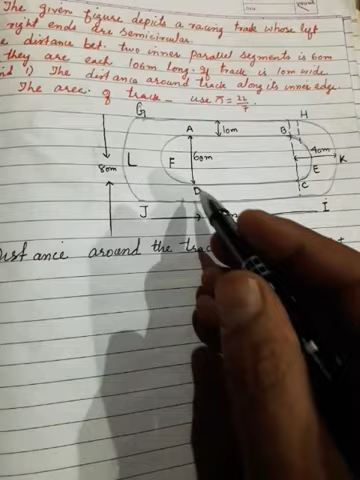 The given figure depicts a racing track whose left
right ends are semicircular.
distance bet. two inner parallel segments is 60m
they are each 106m long. If track is 10m wide.
1) The distance around track along its inner edge.
The area of track — use π = 22/7.
G
H
A
10m
B
L
F
60m
40m
E
K
80m
D
C
J
I
distance around the trac